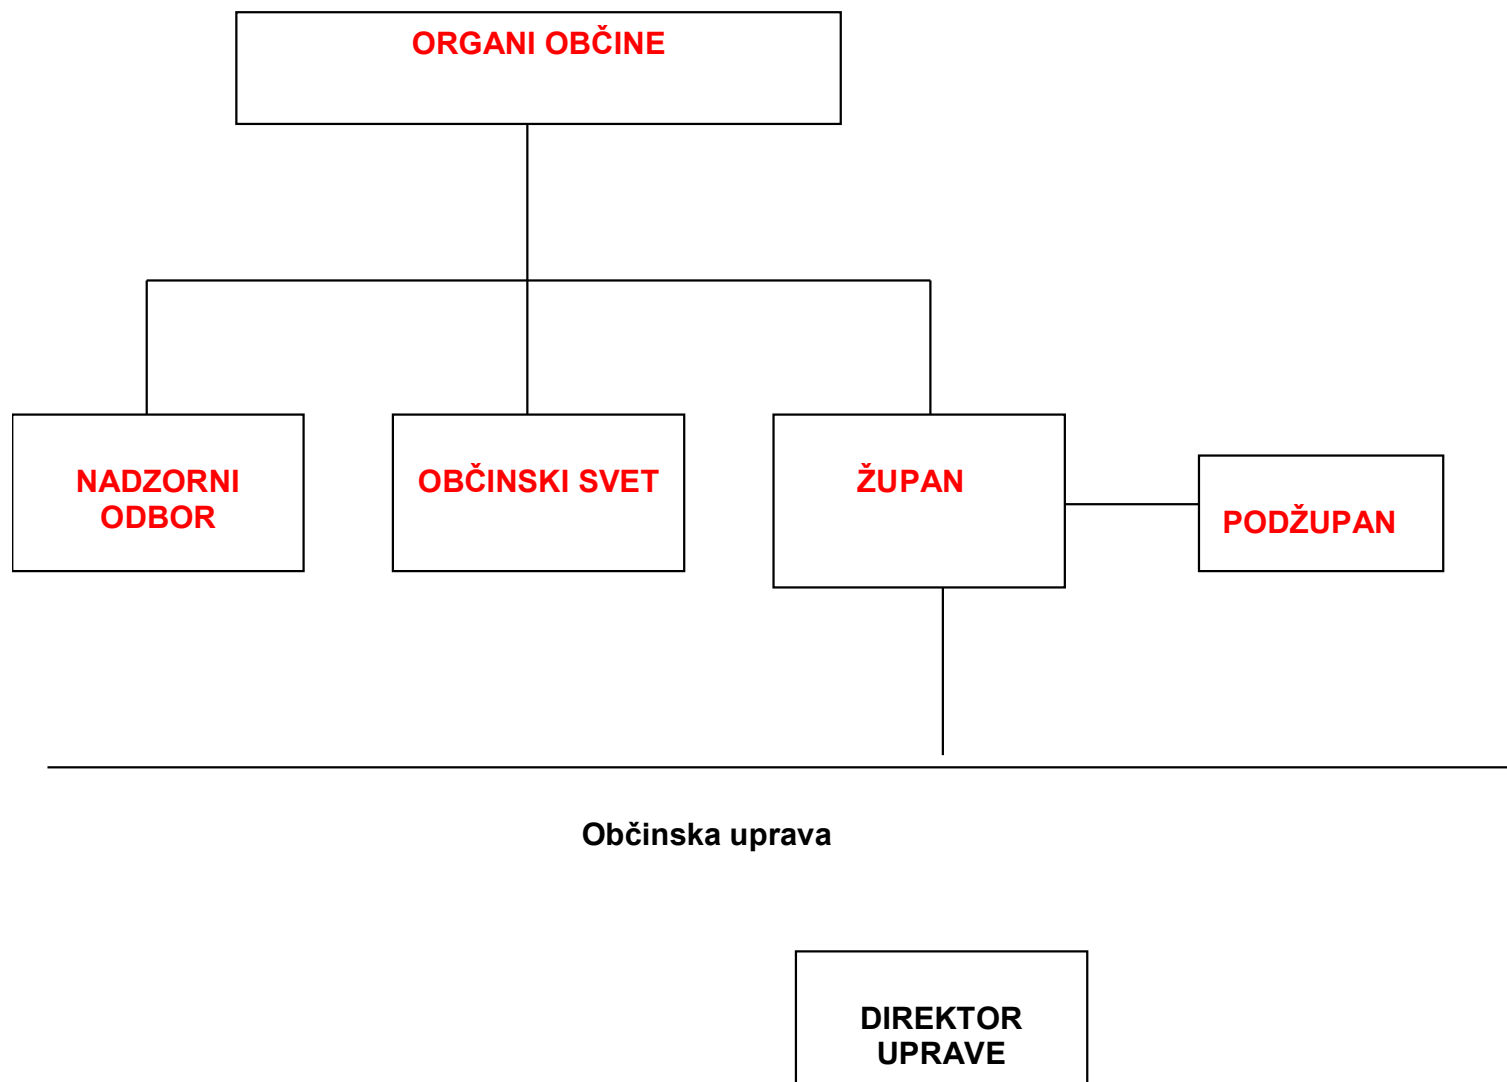 ORGANI OBČINE
NADZORNI
ODBOR
OBČINSKI SVET
ŽUPAN
PODŽUPAN
Občinska uprava
DIREKTOR
UPRAVE